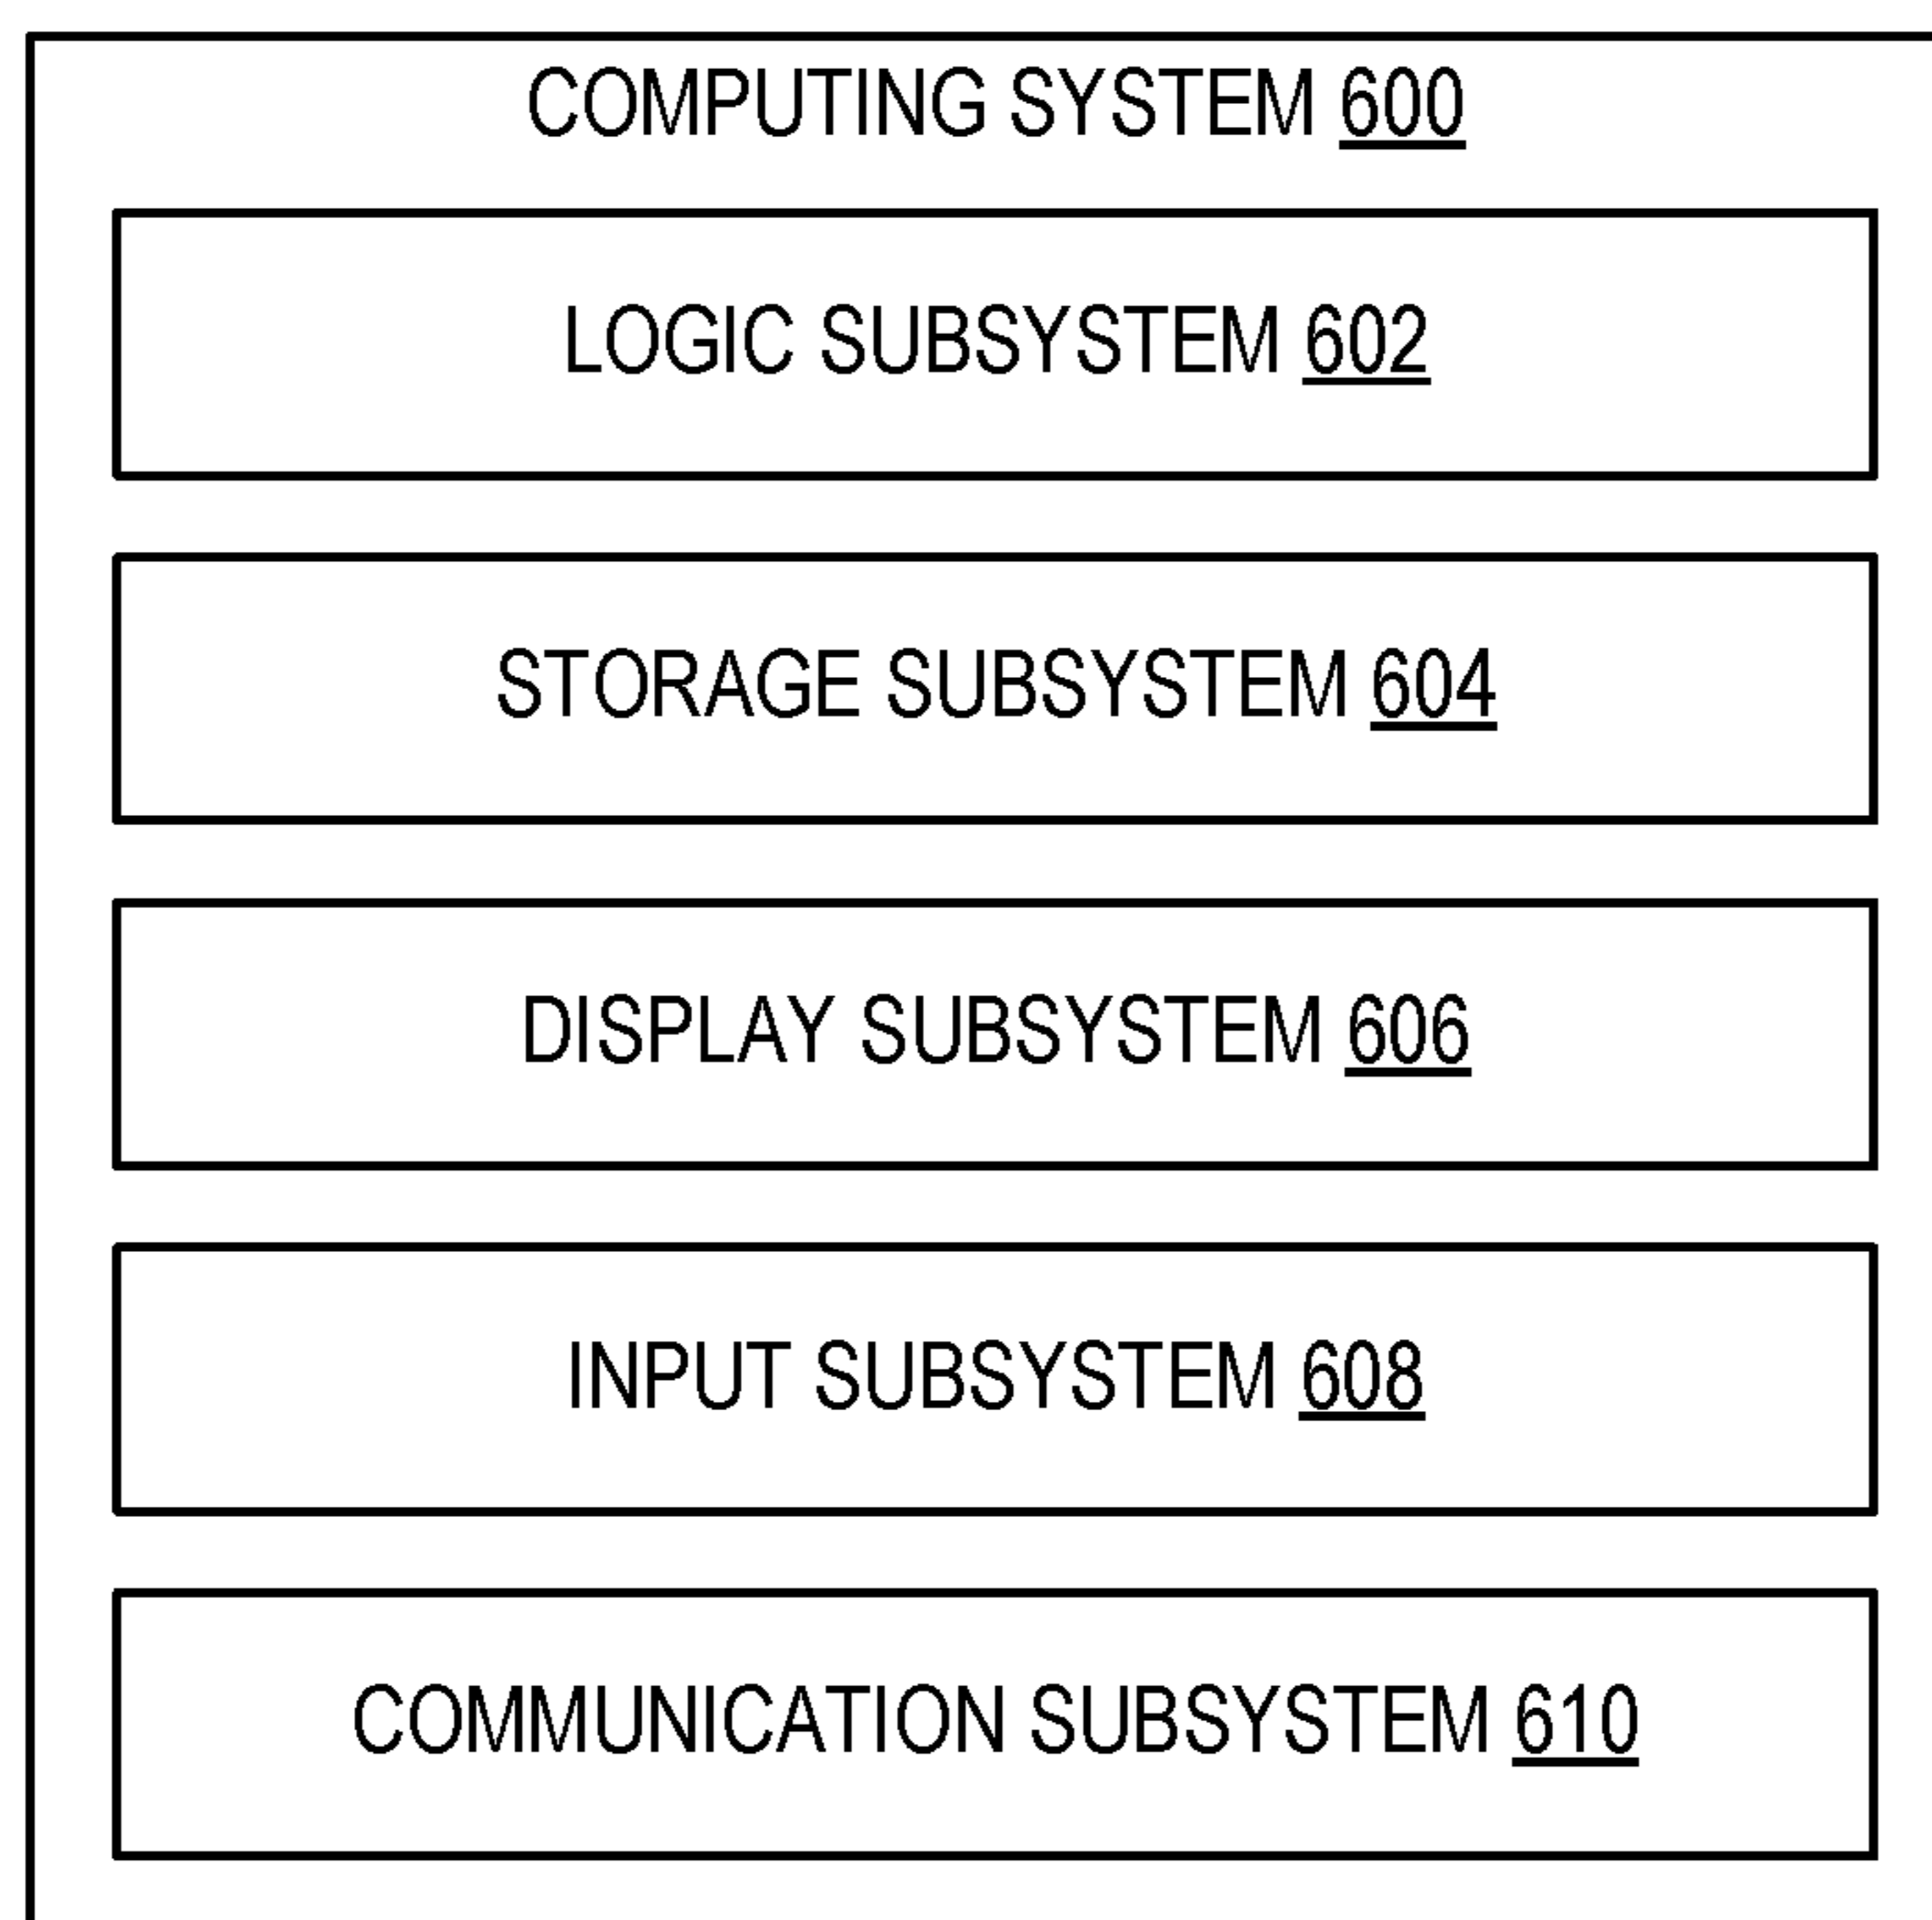 COMPUTING SYSTEM 600
LOGIC SUBSYSTEM 602
STORAGE SUBSYSTEM 604
DISPLAY SUBSYSTEM 606
INPUT SUBSYSTEM 608
COMMUNICATION SUBSYSTEM 610